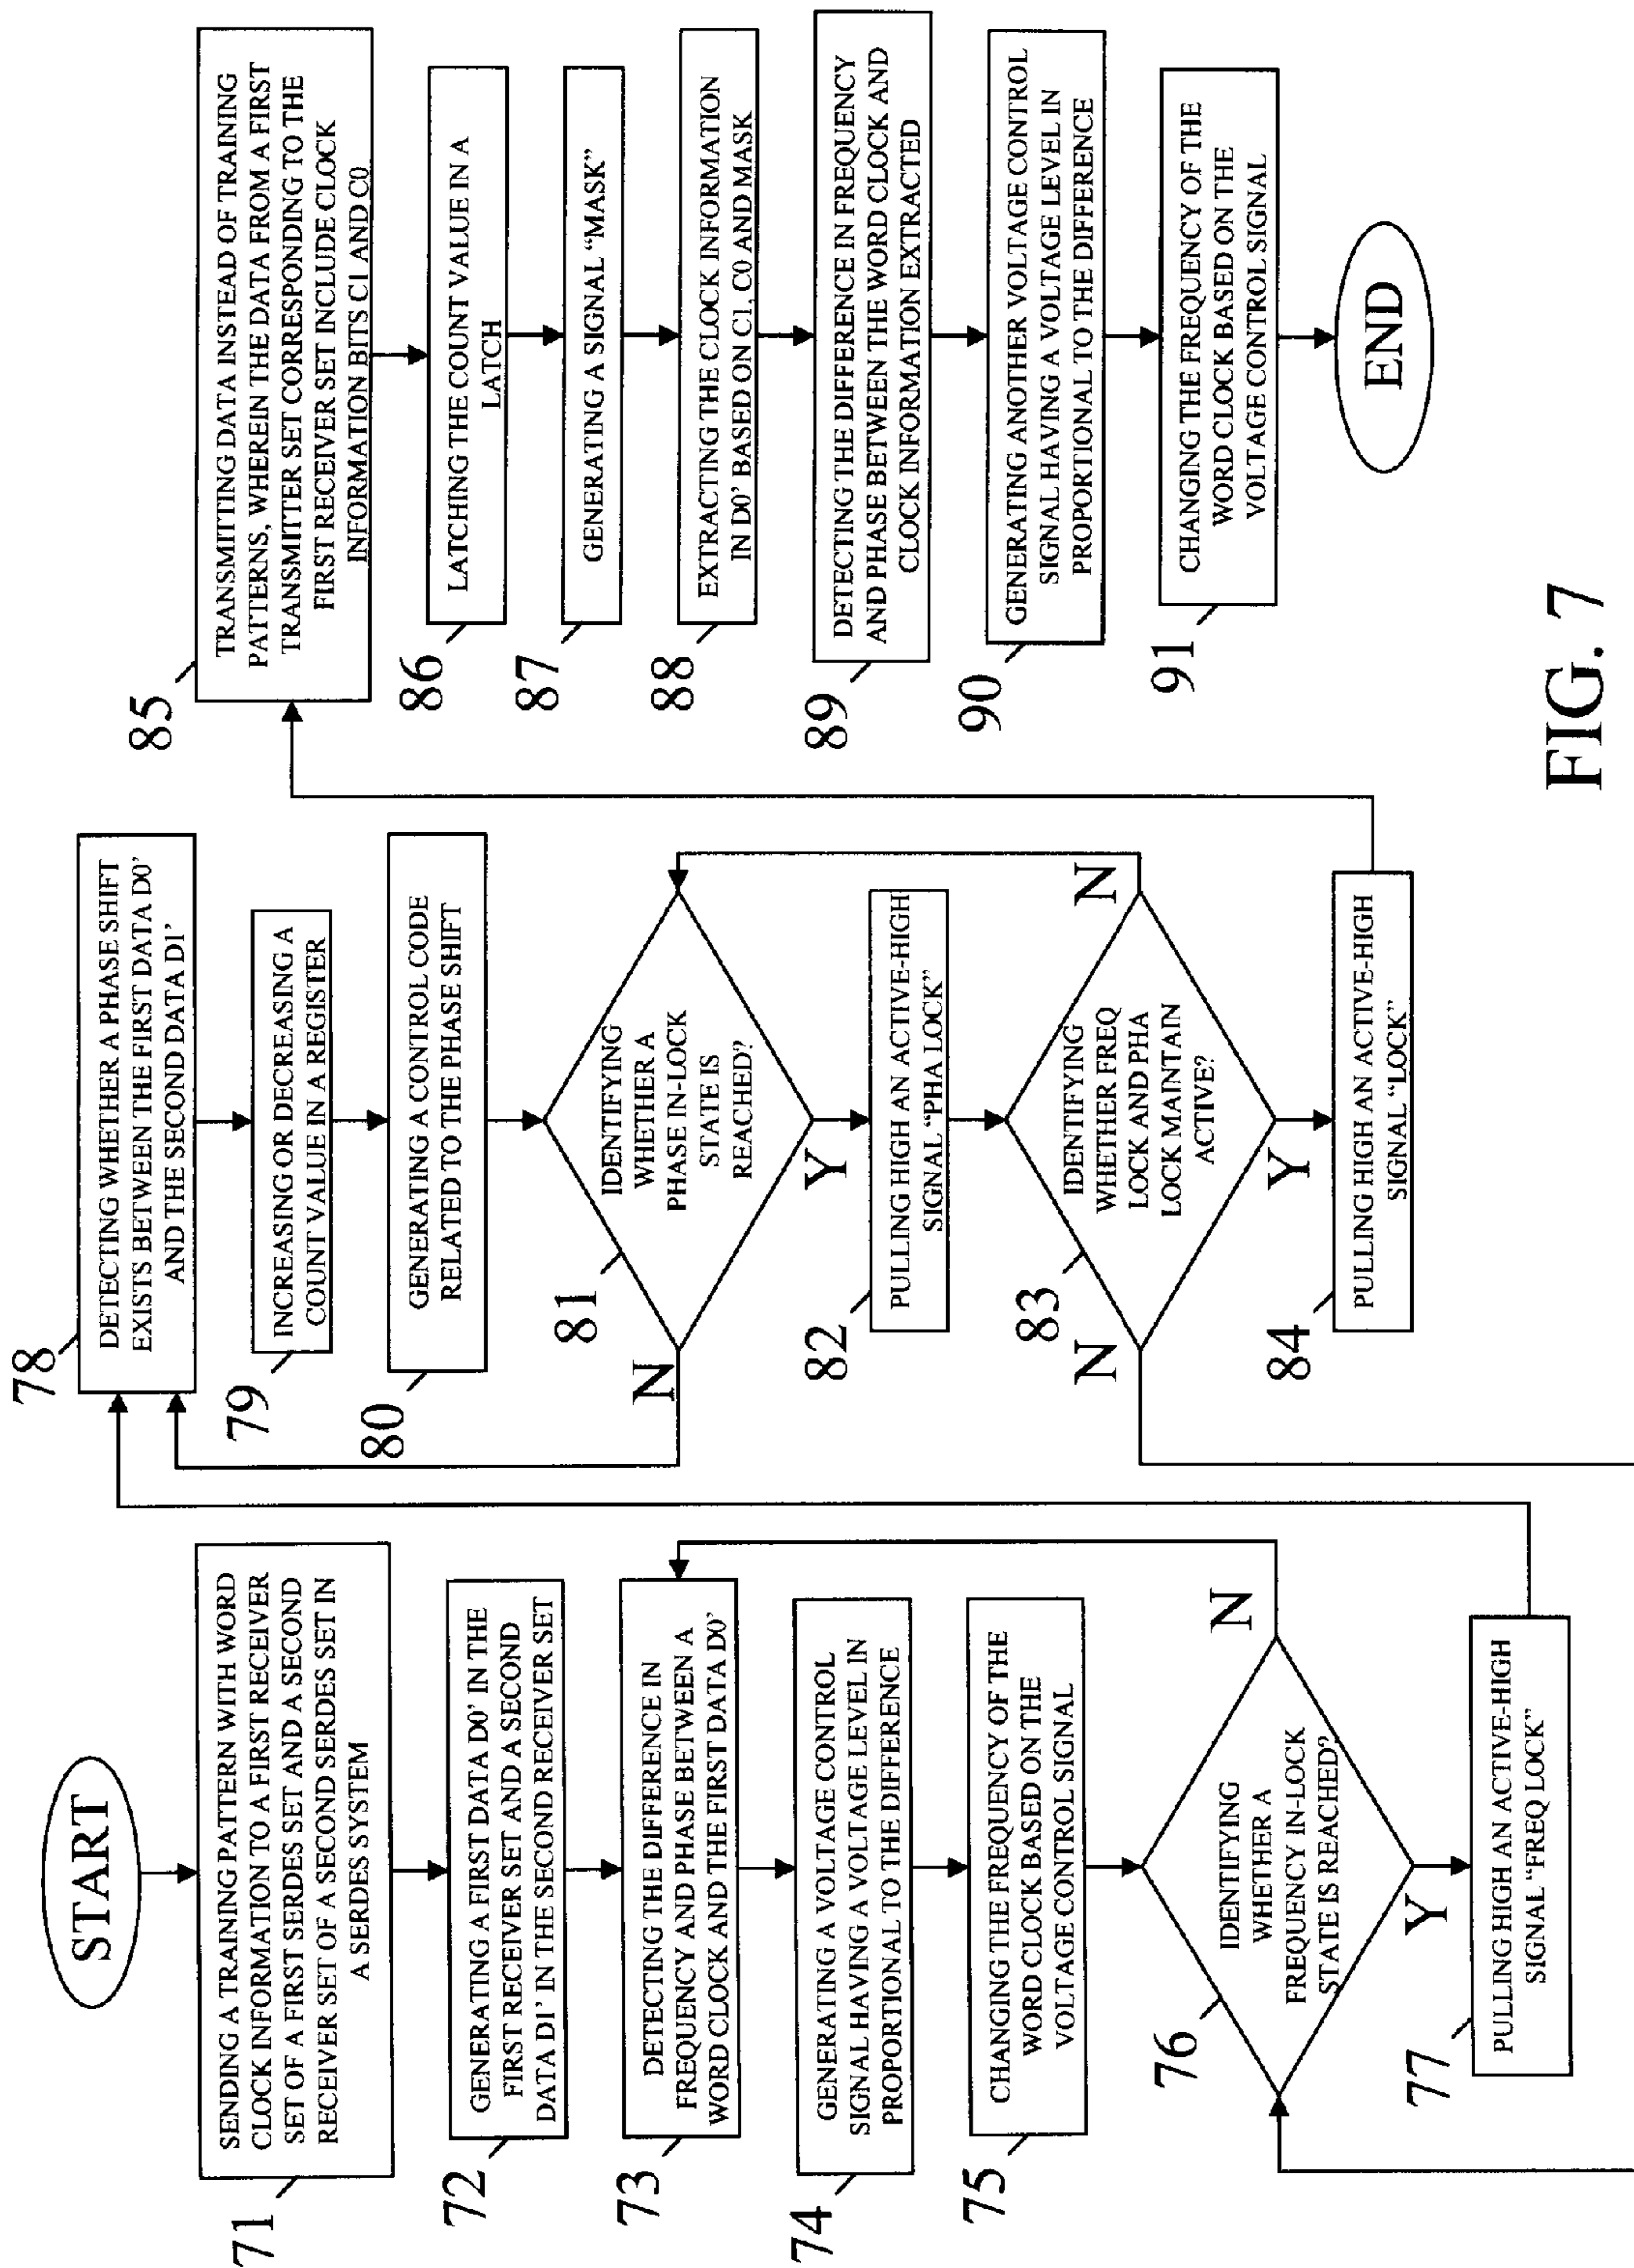 START
71
SENDING A TRAINING PATTERN WITH WORD
CLOCK INFORMATION TO A FIRST RECEIVER
SET OF A FIRST SERDES SET AND A SECOND
RECEIVER SET OF A SECOND SERDES SET IN
A SERDES SYSTEM
72
GENERATING A FIRST DATA D0' IN THE
FIRST RECEIVER SET AND A SECOND
DATA D1' IN THE SECOND RECEIVER SET
73
DETECTING THE DIFFERENCE IN
FREQUENCY AND PHASE BETWEEN A
WORD CLOCK AND THE FIRST DATA D0'
74
GENERATING A VOLTAGE CONTROL
SIGNAL HAVING A VOLTAGE LEVEL IN
PROPORTIONAL TO THE DIFFERENCE
75
CHANGING THE FREQUENCY OF THE
WORD CLOCK BASED ON THE
VOLTAGE CONTROL SIGNAL
76
IDENTIFYING
WHETHER A
FREQUENCY IN-LOCK
STATE IS REACHED?
N
Y
77
PULLING HIGH AN ACTIVE-HIGH
SIGNAL “FREQ LOCK”
78
DETECTING WHETHER A PHASE SHIFT
EXISTS BETWEEN THE FIRST DATA D0'
AND THE SECOND DATA D1'
79
INCREASING OR DECREASING A
COUNT VALUE IN A REGISTER
80
GENERATING A CONTROL CODE
RELATED TO THE PHASE SHIFT
81
IDENTIFYING
WHETHER A
PHASE IN-LOCK
STATE IS
REACHED?
N
Y
82
PULLING HIGH AN ACTIVE-HIGH
SIGNAL “PHA LOCK”
83
IDENTIFYING
WHETHER FREQ
LOCK AND PHA
LOCK MAINTAIN
ACTIVE?
N
N
Y
84
PULLING HIGH AN ACTIVE-HIGH
SIGNAL “LOCK”
85
TRANSMITTING DATA INSTEAD OF TRAINING
PATTERNS, WHEREIN THE DATA FROM A FIRST
TRANSMITTER SET CORRESPONDING TO THE
FIRST RECEIVER SET INCLUDE CLOCK
INFORMATION BITS C1 AND C0
86
LATCHING THE COUNT VALUE IN A
LATCH
87
GENERATING A SIGNAL “MASK”
88
EXTRACTING THE CLOCK INFORMATION
IN D0' BASED ON C1, C0 AND MASK
89
DETECTING THE DIFFERENCE IN FREQUENCY
AND PHASE BETWEEN THE WORD CLOCK AND
CLOCK INFORMATION EXTRACTED
90
GENERATING ANOTHER VOLTAGE CONTROL
SIGNAL HAVING A VOLTAGE LEVEL IN
PROPORTIONAL TO THE DIFFERENCE
91
CHANGING THE FREQUENCY OF THE
WORD CLOCK BASED ON THE
VOLTAGE CONTROL SIGNAL
END
FIG. 7